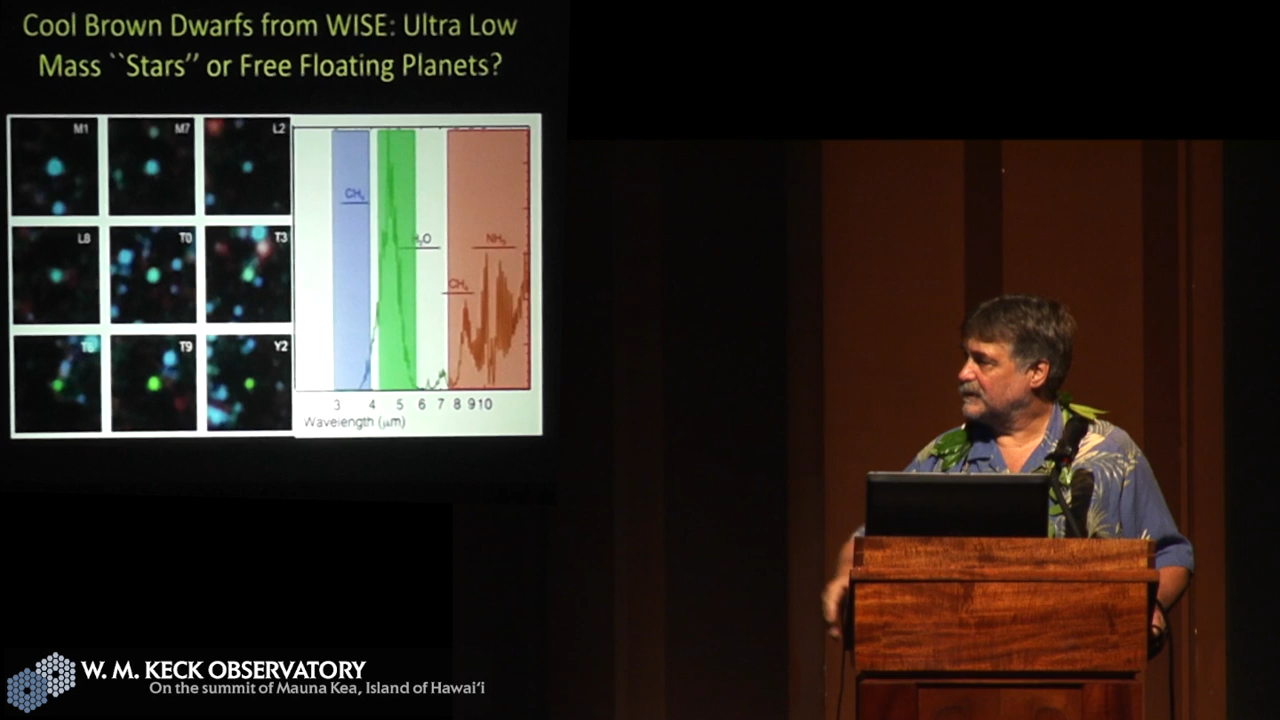 Cool Brown Dwarfs from WISE: Ultra Low
Mass ``Stars'' or Free Floating Planets?
M1
M7
L2
L8
T0
T3
T6
T9
Y2
CH₄
H₂O
NH₃
CH₄
3 4 5 6 7 8 9 10
Wavelength (μm)
W. M. KECK OBSERVATORY
On the summit of Mauna Kea, Island of Hawaiʻi